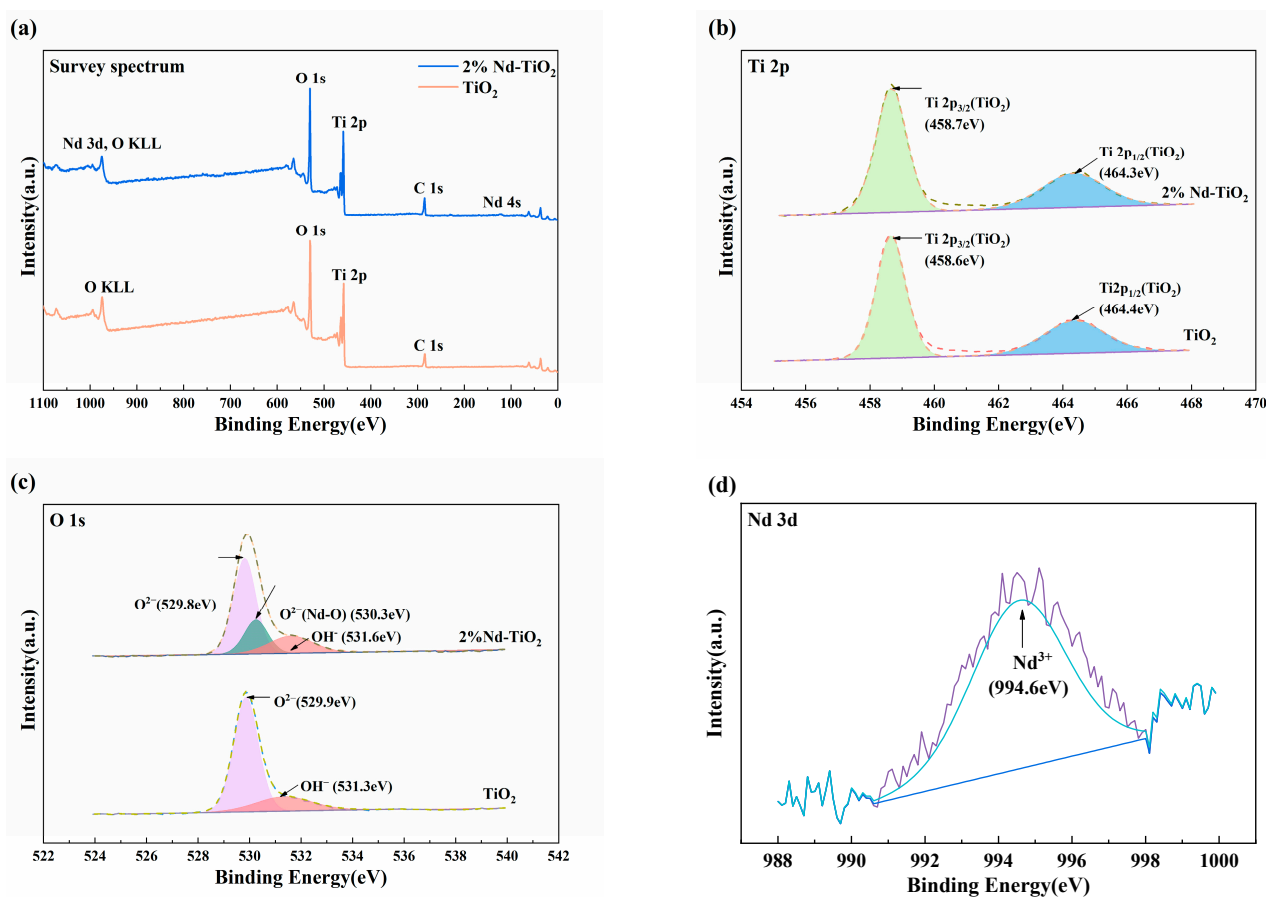 (a)
Survey spectrum
2% Nd-TiO₂
TiO₂
O 1s
Ti 2p
Nd 3d, O KLL
C 1s
Nd 4s
O 1s
Ti 2p
O KLL
C 1s
Intensity(a.u.)
1100 1000 900 800 700 600 500 400 300 200 100 0
Binding Energy(eV)
(b)
Ti 2p
Ti 2p₃/₂(TiO₂)
(458.7eV)
Ti 2p₁/₂(TiO₂)
(464.3eV)
2% Nd-TiO₂
Ti 2p₃/₂(TiO₂)
(458.6eV)
Ti2p₁/₂(TiO₂)
(464.4eV)
TiO₂
Intensity(a.u.)
454 456 458 460 462 464 466 468 470
Binding Energy(eV)
(c)
O 1s
O²⁻(529.8eV)
O²⁻(Nd-O) (530.3eV)
OH⁻ (531.6eV)
2%Nd-TiO₂
O²⁻(529.9eV)
OH⁻ (531.3eV)
TiO₂
Intensity(a.u.)
522 524 526 528 530 532 534 536 538 540 542
Binding Energy(eV)
(d)
Nd 3d
Nd³⁺
(994.6eV)
Intensity(a.u.)
988 990 992 994 996 998 1000
Binding Energy(eV)